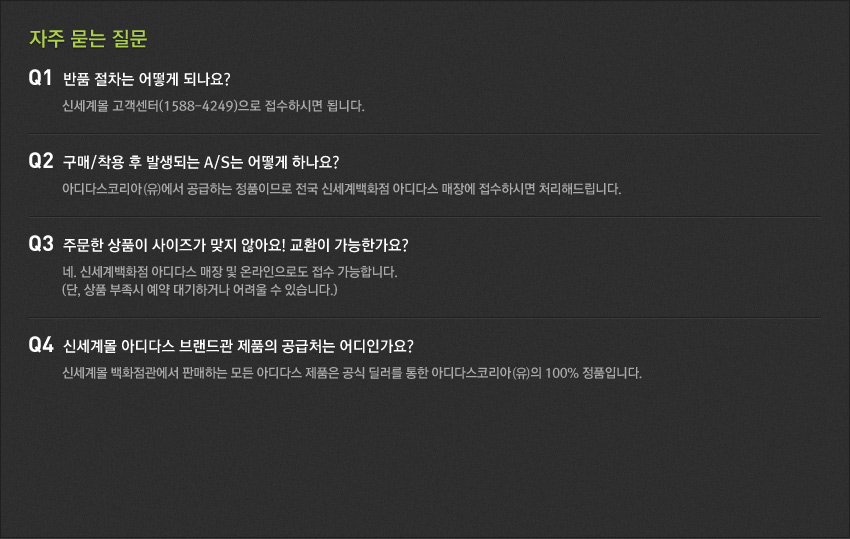 자주 묻는 질문
Q1 반품 절차는 어떻게 되나요?
신세계몰 고객센터(1588-4249)으로 접수하시면 됩니다.
Q2 구매/착용 후 발생되는 A/S는 어떻게 하나요?
아디다스코리아(유)에서 공급하는 정품이므로 전국 신세계백화점 아디다스 매장에 접수하시면 처리해드립니다.
Q3 주문한 상품이 사이즈가 맞지 않아요! 교환이 가능한가요?
네. 신세계백화점 아디다스 매장 및 온라인으로도 접수 가능합니다.
(단, 상품 부족시 예약 대기하거나 어려울 수 있습니다.)
Q4 신세계몰 아디다스 브랜드관 제품의 공급처는 어디인가요?
신세계몰 백화점관에서 판매하는 모든 아디다스 제품은 공식 딜러를 통한 아디다스코리아(유)의 100% 정품입니다.